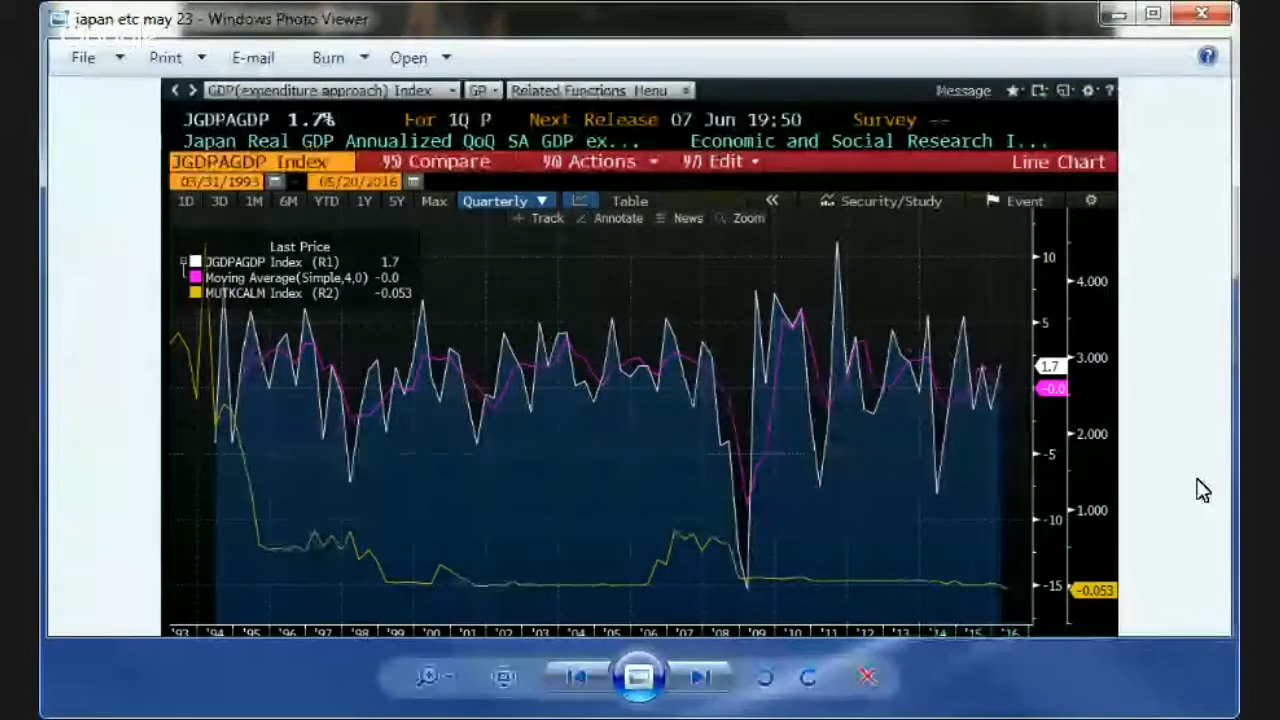 japan etc may 23 - Windows Photo Viewer
File Print E-mail Burn Open
GDP(expenditure approach) Index GP Related Functions Menu Message
JGDPAGDP 1.7% For 1Q P Next Release 07 Jun 19:50 Survey --
Japan Real GDP Annualized QoQ SA GDP ex... Economic and Social Research I...
JGDPAGDP Index 95) Compare 96) Actions 97) Edit Line Chart
03/31/1993 - 05/20/2016
1D 3D 1M 6M YTD 1Y 5Y Max Quarterly ▼ Table « Security/Study Event
Track Annotate News Zoom
Last Price
JGDPAGDP Index (R1) 1.7
Moving Average(Simple,4,0) -0.0
MUTKCALM Index (R2) -0.053
10
4.000
5
3.000
1.7
-0.0
2.000
-5
1.000
-10
-15
-0.053
'93 '94 '95 '96 '97 '98 '99 '00 '01 '02 '03 '04 '05 '06 '07 '08 '09 '10 '11 '12 '13 '14 '15 '16